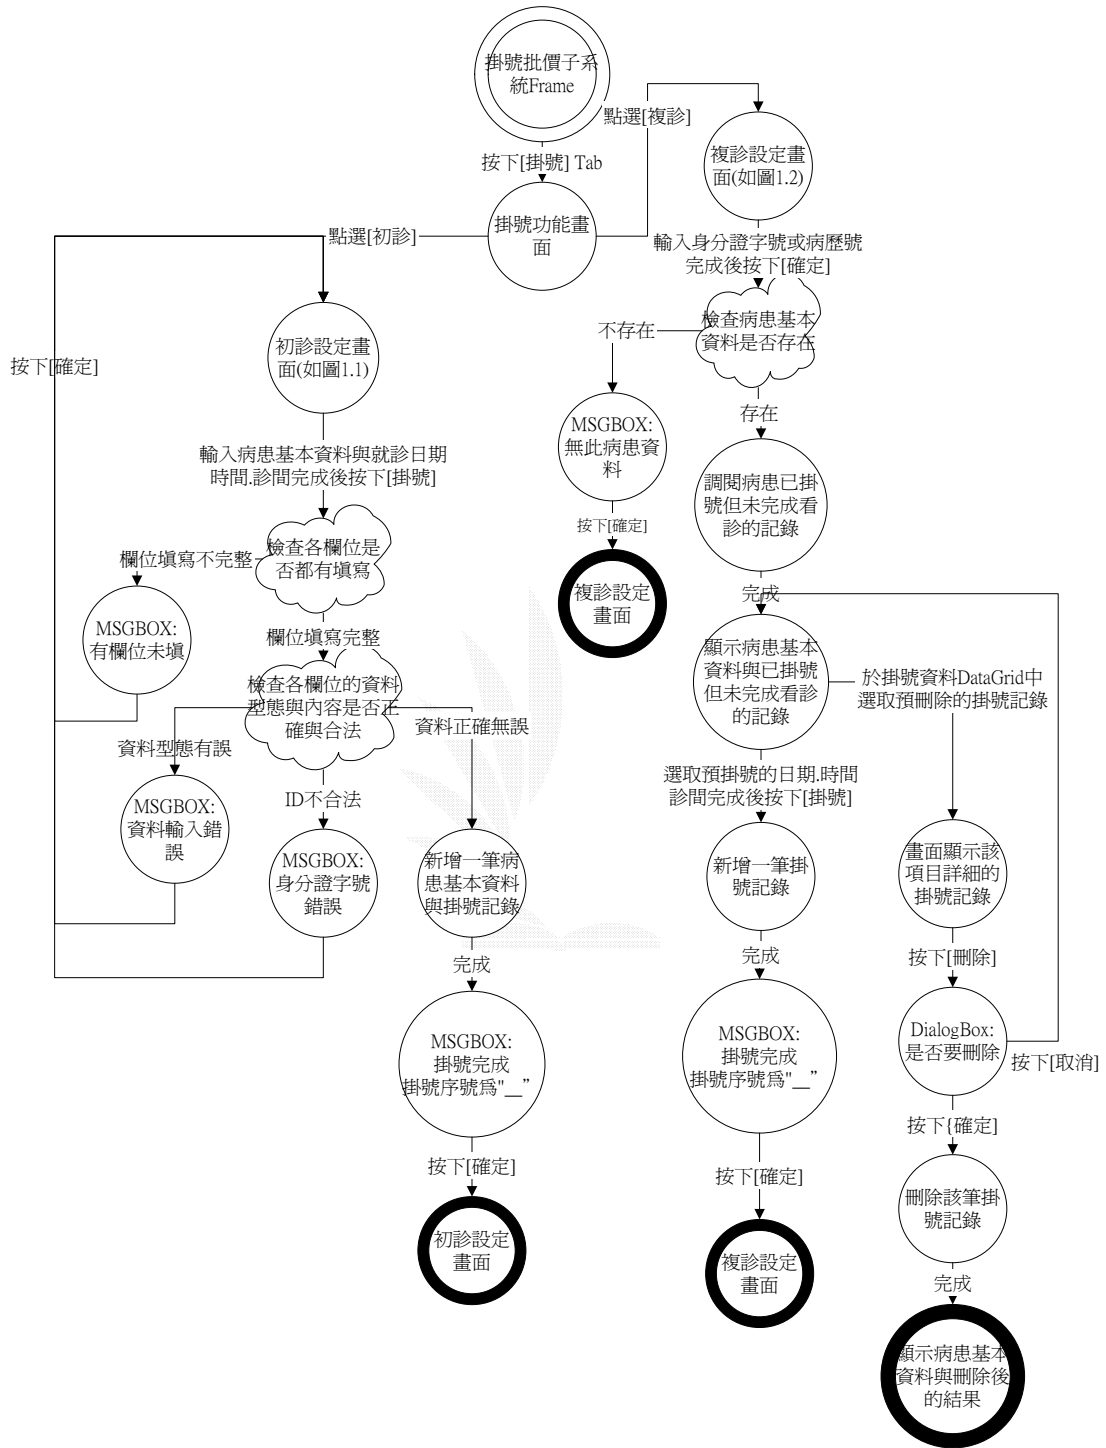 掛號批價子系
統Frame
點選[複診]
按下[掛號] Tab
複診設定畫
面(如圖1.2)
掛號功能畫
面
點選[初診]
輸入身分證字號或病歷號
完成後按下[確定]
檢查病患基本
資料是否存在
不存在
按下[確定]
初診設定畫
面(如圖1.1)
存在
MSGBOX:
無此病患資
料
輸入病患基本資料與就診日期
時間.診間完成後按下[掛號]
調閱病患已掛
號但未完成看
診的記錄
按下[確定]
檢查各欄位是
否都有填寫
欄位填寫不完整
完成
複診設定
畫面
MSGBOX:
有欄位未填
欄位填寫完整
顯示病患基本
資料與已掛號
但未完成看診
的記錄
於掛號資料DataGrid中
選取預刪除的掛號記錄
檢查各欄位的資料
型態與內容是否正
確與合法
資料正確無誤
資料型態有誤
選取預掛號的日期.時間
診間完成後按下[掛號]
ID不合法
MSGBOX:
資料輸入錯
誤
MSGBOX:
身分證字號
錯誤
新增一筆病
患基本資料
與掛號記錄
新增一筆掛
號記錄
畫面顯示該
項目詳細的
掛號記錄
完成
完成
按下[刪除]
MSGBOX:
掛號完成
掛號序號為"__”
MSGBOX:
掛號完成
掛號序號為"__”
DialogBox:
是否要刪除
按下[取消]
按下{確定]
按下[確定]
按下[確定]
刪除該筆掛
號記錄
初診設定
畫面
複診設定
畫面
完成
顯示病患基本
資料與刪除後
的結果